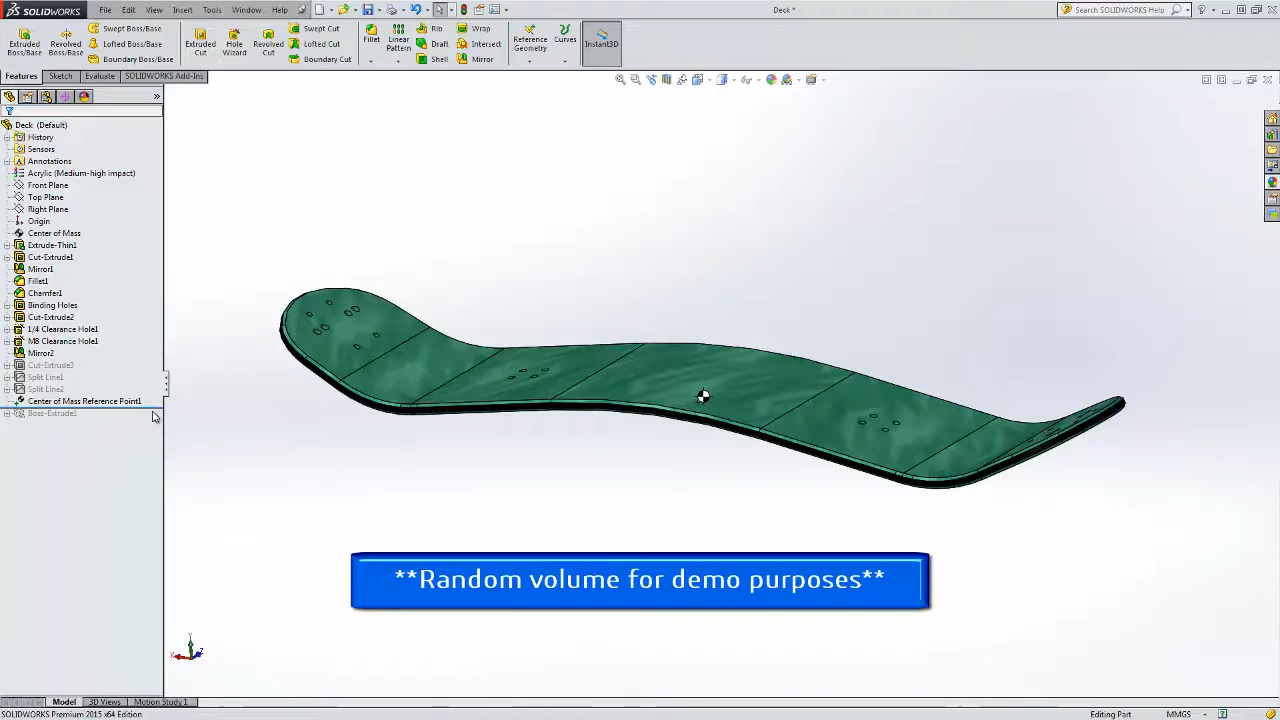 SOLIDWORKS File Edit View Insert Tools Window Help Deck * Search SOLIDWORKS Help
Extruded Boss/Base
Revolved Boss/Base
Swept Boss/Base
Lofted Boss/Base
Boundary Boss/Base
Extruded Cut
Hole Wizard
Revolved Cut
Swept Cut
Lofted Cut
Boundary Cut
Fillet
Linear Pattern
Rib
Draft
Shell
Wrap
Intersect
Mirror
Reference Geometry
Curves
Instant3D
Features Sketch Evaluate SOLIDWORKS Add-Ins
Deck (Default)
History
Sensors
Annotations
Acrylic (Medium-high impact)
Front Plane
Top Plane
Right Plane
Origin
Center of Mass
Extrude-Thin1
Cut-Extrude1
Mirror1
Fillet1
Chamfer1
Binding Holes
Cut-Extrude2
1/4 Clearance Hole1
M8 Clearance Hole1
Mirror2
Cut-Extrude3
Split Line1
Split Line2
Center of Mass Reference Point1
Boss-Extrude1
**Random volume for demo purposes**
Model 3D Views Motion Study 1
SOLIDWORKS Premium 2015 x64 Edition Editing Part MMGS